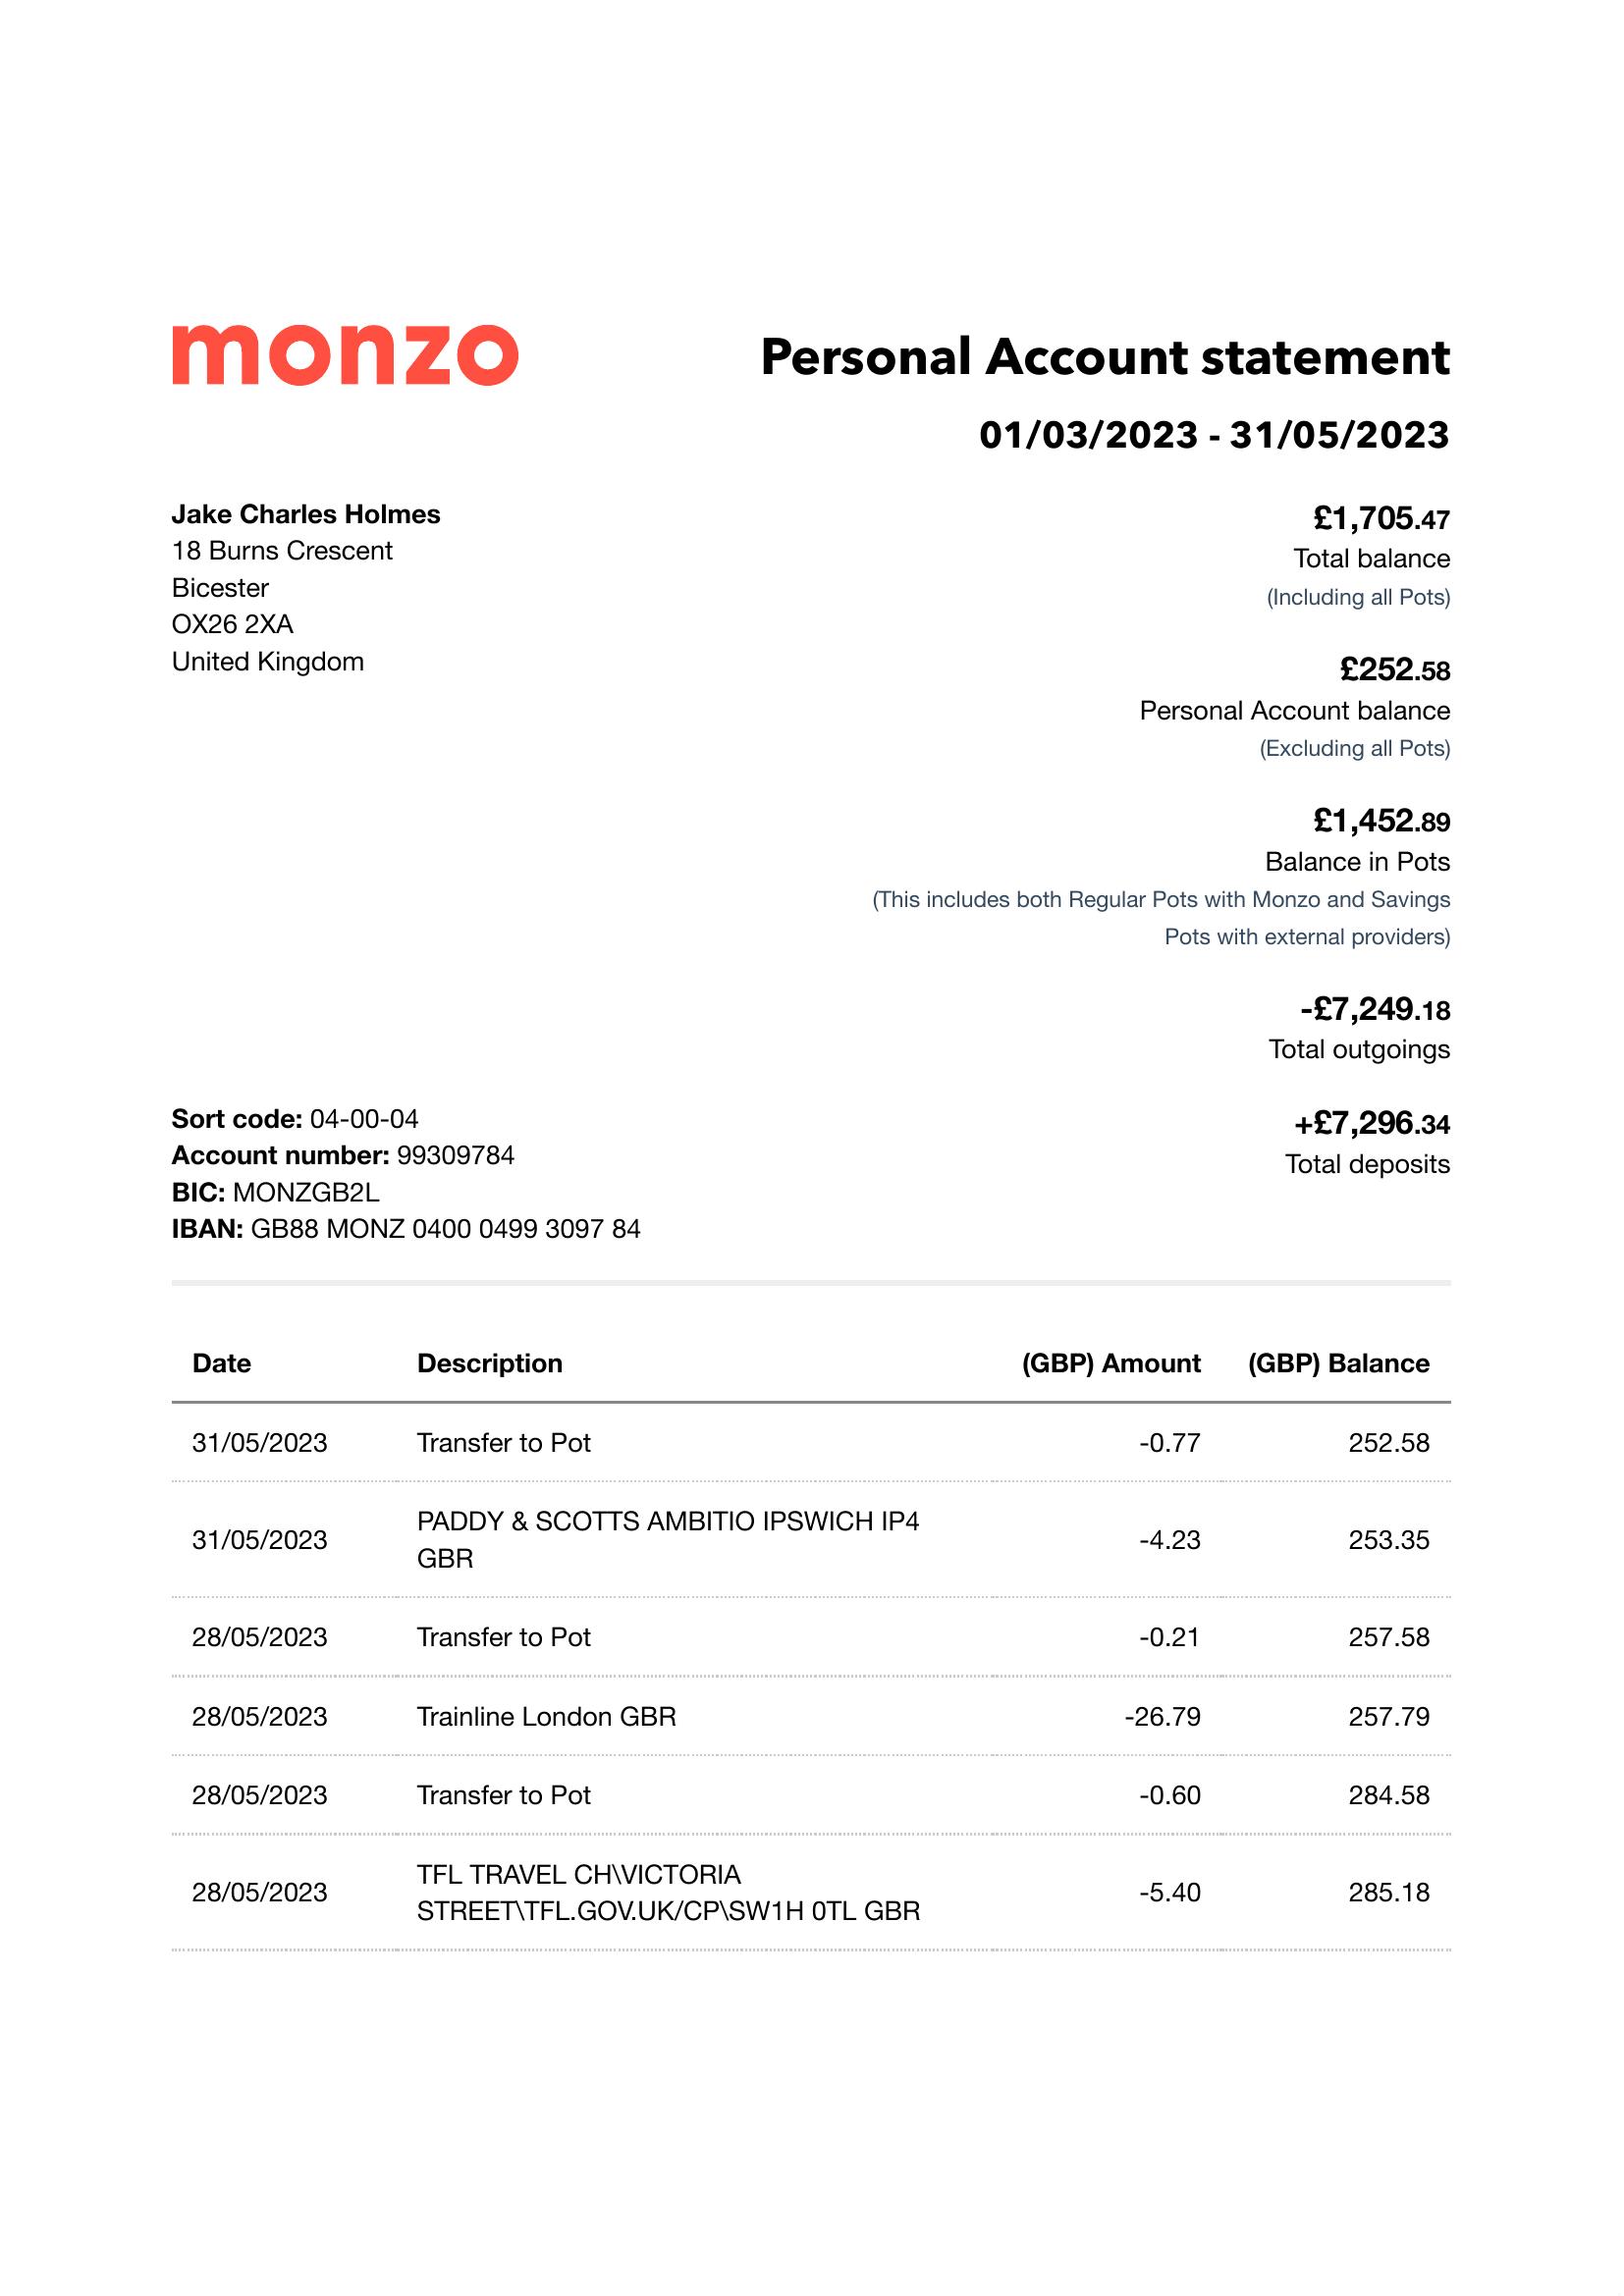 monzo
Personal Account statement
01/03/2023 - 31/05/2023
Jake Charles Holmes
18 Burns Crescent
Bicester
OX26 2XA
United Kingdom
£1,705.47
Total balance
(Including all Pots)
£252.58
Personal Account balance
(Excluding all Pots)
£1,452.89
Balance in Pots
(This includes both Regular Pots with Monzo and Savings
Pots with external providers)
-£7,249.18
Total outgoings
Sort code: 04-00-04
Account number: 99309784
BIC: MONZGB2L
IBAN: GB88 MONZ 0400 0499 3097 84
+£7,296.34
Total deposits
Date Description (GBP) Amount (GBP) Balance
31/05/2023 Transfer to Pot -0.77 252.58
31/05/2023 PADDY & SCOTTS AMBITIO IPSWICH IP4
GBR -4.23 253.35
28/05/2023 Transfer to Pot -0.21 257.58
28/05/2023 Trainline London GBR -26.79 257.79
28/05/2023 Transfer to Pot -0.60 284.58
28/05/2023 TFL TRAVEL CH\VICTORIA
STREET\TFL.GOV.UK/CP\SW1H 0TL GBR -5.40 285.18